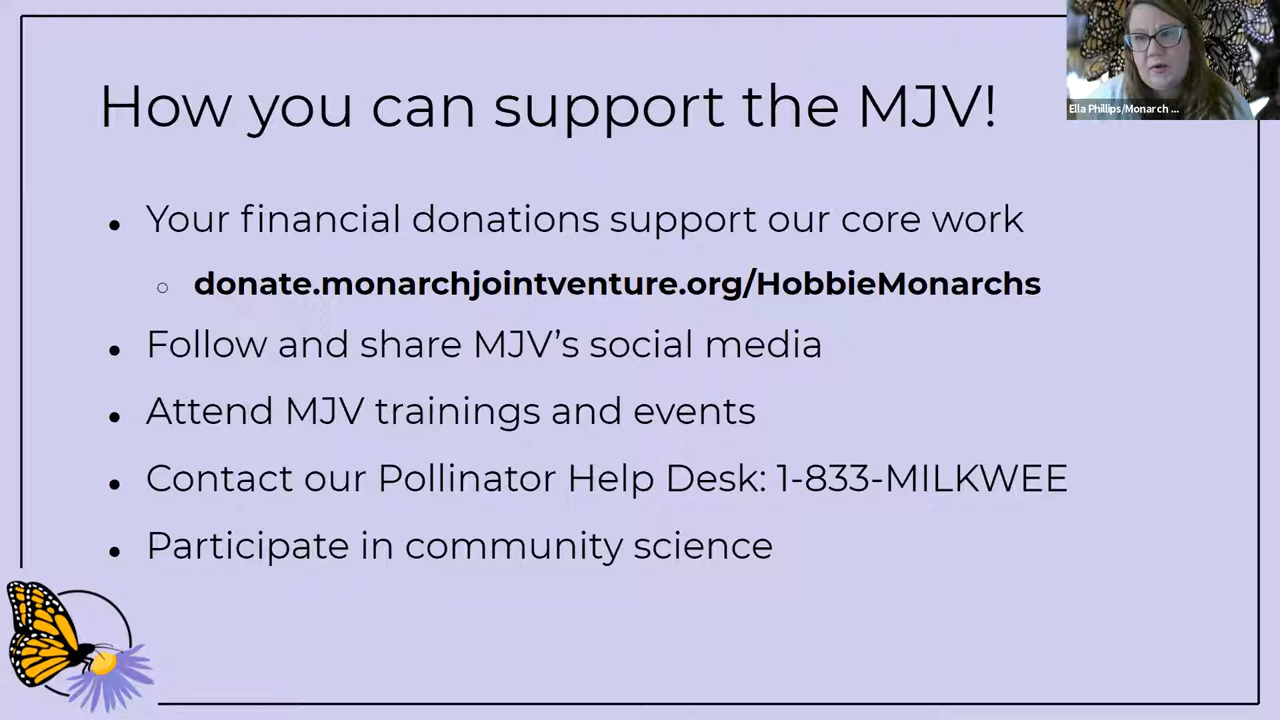 How you can support the MJV!
Ella Phillips/Monarch ...
• Your financial donations support our core work
○ donate.monarchjointventure.org/HobbieMonarchs
• Follow and share MJV’s social media
• Attend MJV trainings and events
• Contact our Pollinator Help Desk: 1-833-MILKWEE
• Participate in community science